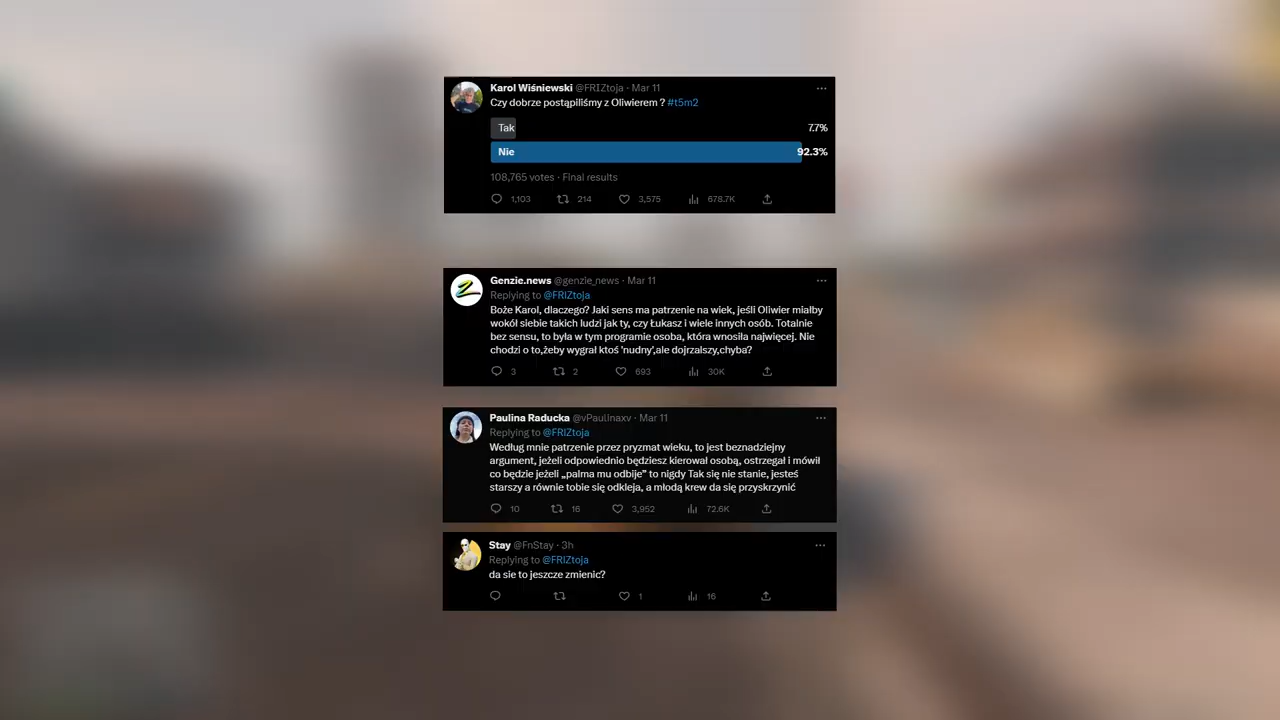 Karol Wiśniewski @FRIZtoja · Mar 11
Czy dobrze postąpiliśmy z Oliwierem ? #t5m2
Tak 7.7%
Nie 92.3%
108,765 votes · Final results
1,103 214 3,575 678.7K
Genzie.news @genzie_news · Mar 11
Replying to @FRIZtoja
Boże Karol, dlaczego? Jaki sens ma patrzenie na wiek, jeśli Oliwier miałby
wokół siebie takich ludzi jak ty, czy Łukasz i wiele innych osób. Totalnie
bez sensu, to była w tym programie osoba, która wnosiła najwięcej. Nie
chodzi o to,żeby wygrał ktoś 'nudny',ale dojrzalszy,chyba?
3 2 693 30K
Paulina Raducka @vPaulinaxv · Mar 11
Replying to @FRIZtoja
Według mnie patrzenie przez pryzmat wieku, to jest beznadziejny
argument, jeżeli odpowiednio będziesz kierował osobą, ostrzegał i mówił
co będzie jeżeli „palma mu odbije” to nigdy Tak się nie stanie, jesteś
starszy a równie tobie się odkleja, a młodą krew da się przyskrzynić
10 16 3,952 72.6K
Stay @FnStay · 3h
Replying to @FRIZtoja
da sie to jeszcze zmienic?
1 16